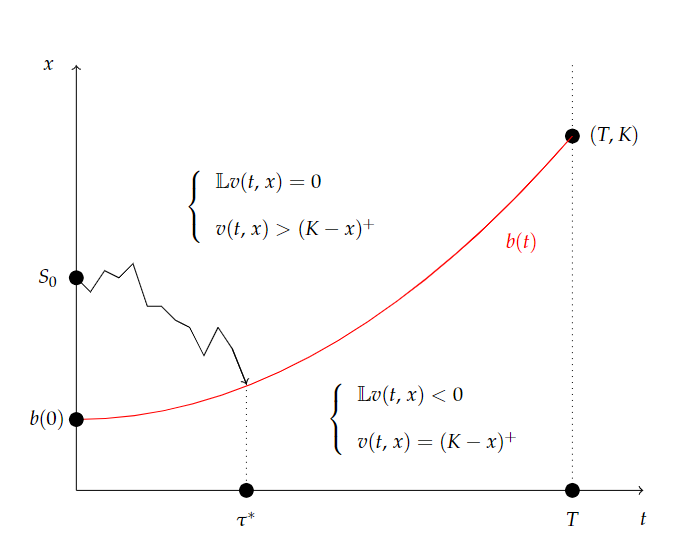 x
(T, K)
𝕃v(t, x) = 0
v(t, x) > (K − x)⁺
b(t)
S₀
𝕃v(t, x) < 0
b(0)
v(t, x) = (K − x)⁺
τ*
T
t